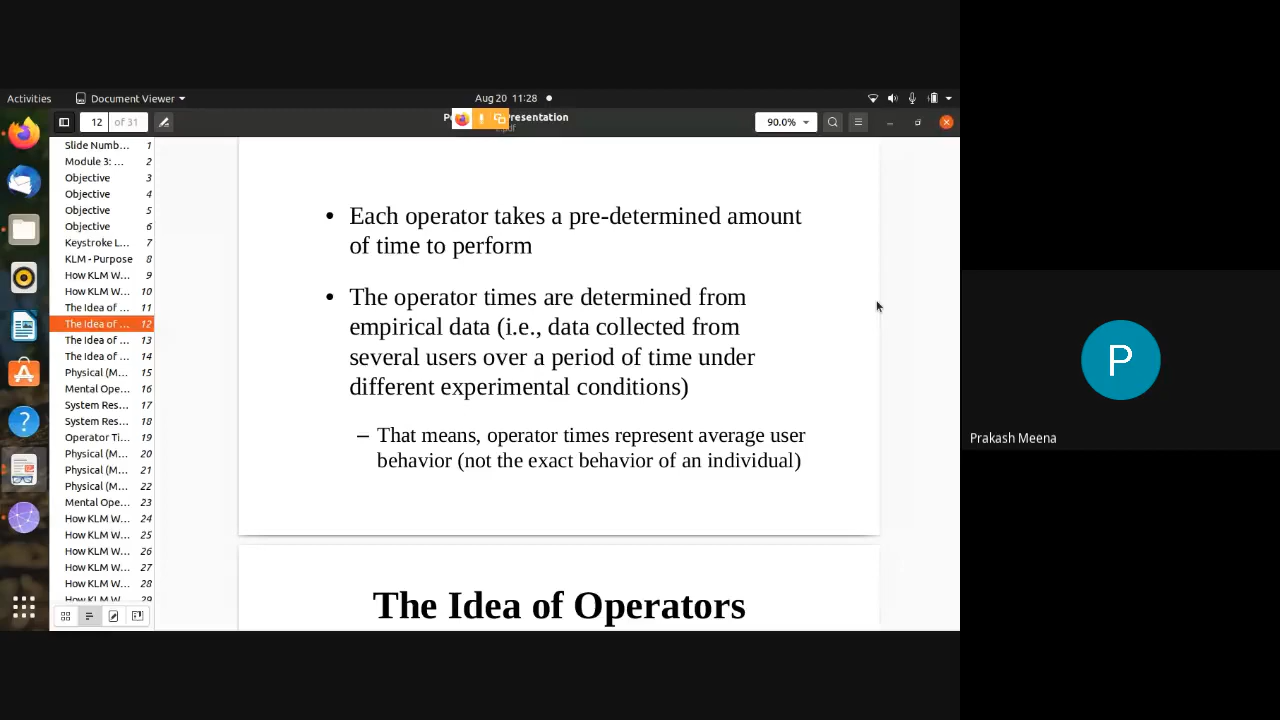 Activities
Document Viewer
Aug 20 11:28
12 of 31
Presentation
90.0%
Slide Numb... 1
Module 3: ... 2
Objective 3
Objective 4
Objective 5
Objective 6
Keystroke L... 7
KLM - Purpose 8
How KLM W... 9
How KLM W... 10
The Idea of ... 11
The Idea of ... 12
The Idea of ... 13
The Idea of ... 14
Physical (M... 15
Mental Ope... 16
System Res... 17
System Res... 18
Operator Ti... 19
Physical (M... 20
Physical (M... 21
Physical (M... 22
Mental Ope... 23
How KLM W... 24
How KLM W... 25
How KLM W... 26
How KLM W... 27
How KLM W... 28
How KLM W... 29
• Each operator takes a pre-determined amount
of time to perform
• The operator times are determined from
empirical data (i.e., data collected from
several users over a period of time under
different experimental conditions)
– That means, operator times represent average user
behavior (not the exact behavior of an individual)
The Idea of Operators
P
Prakash Meena